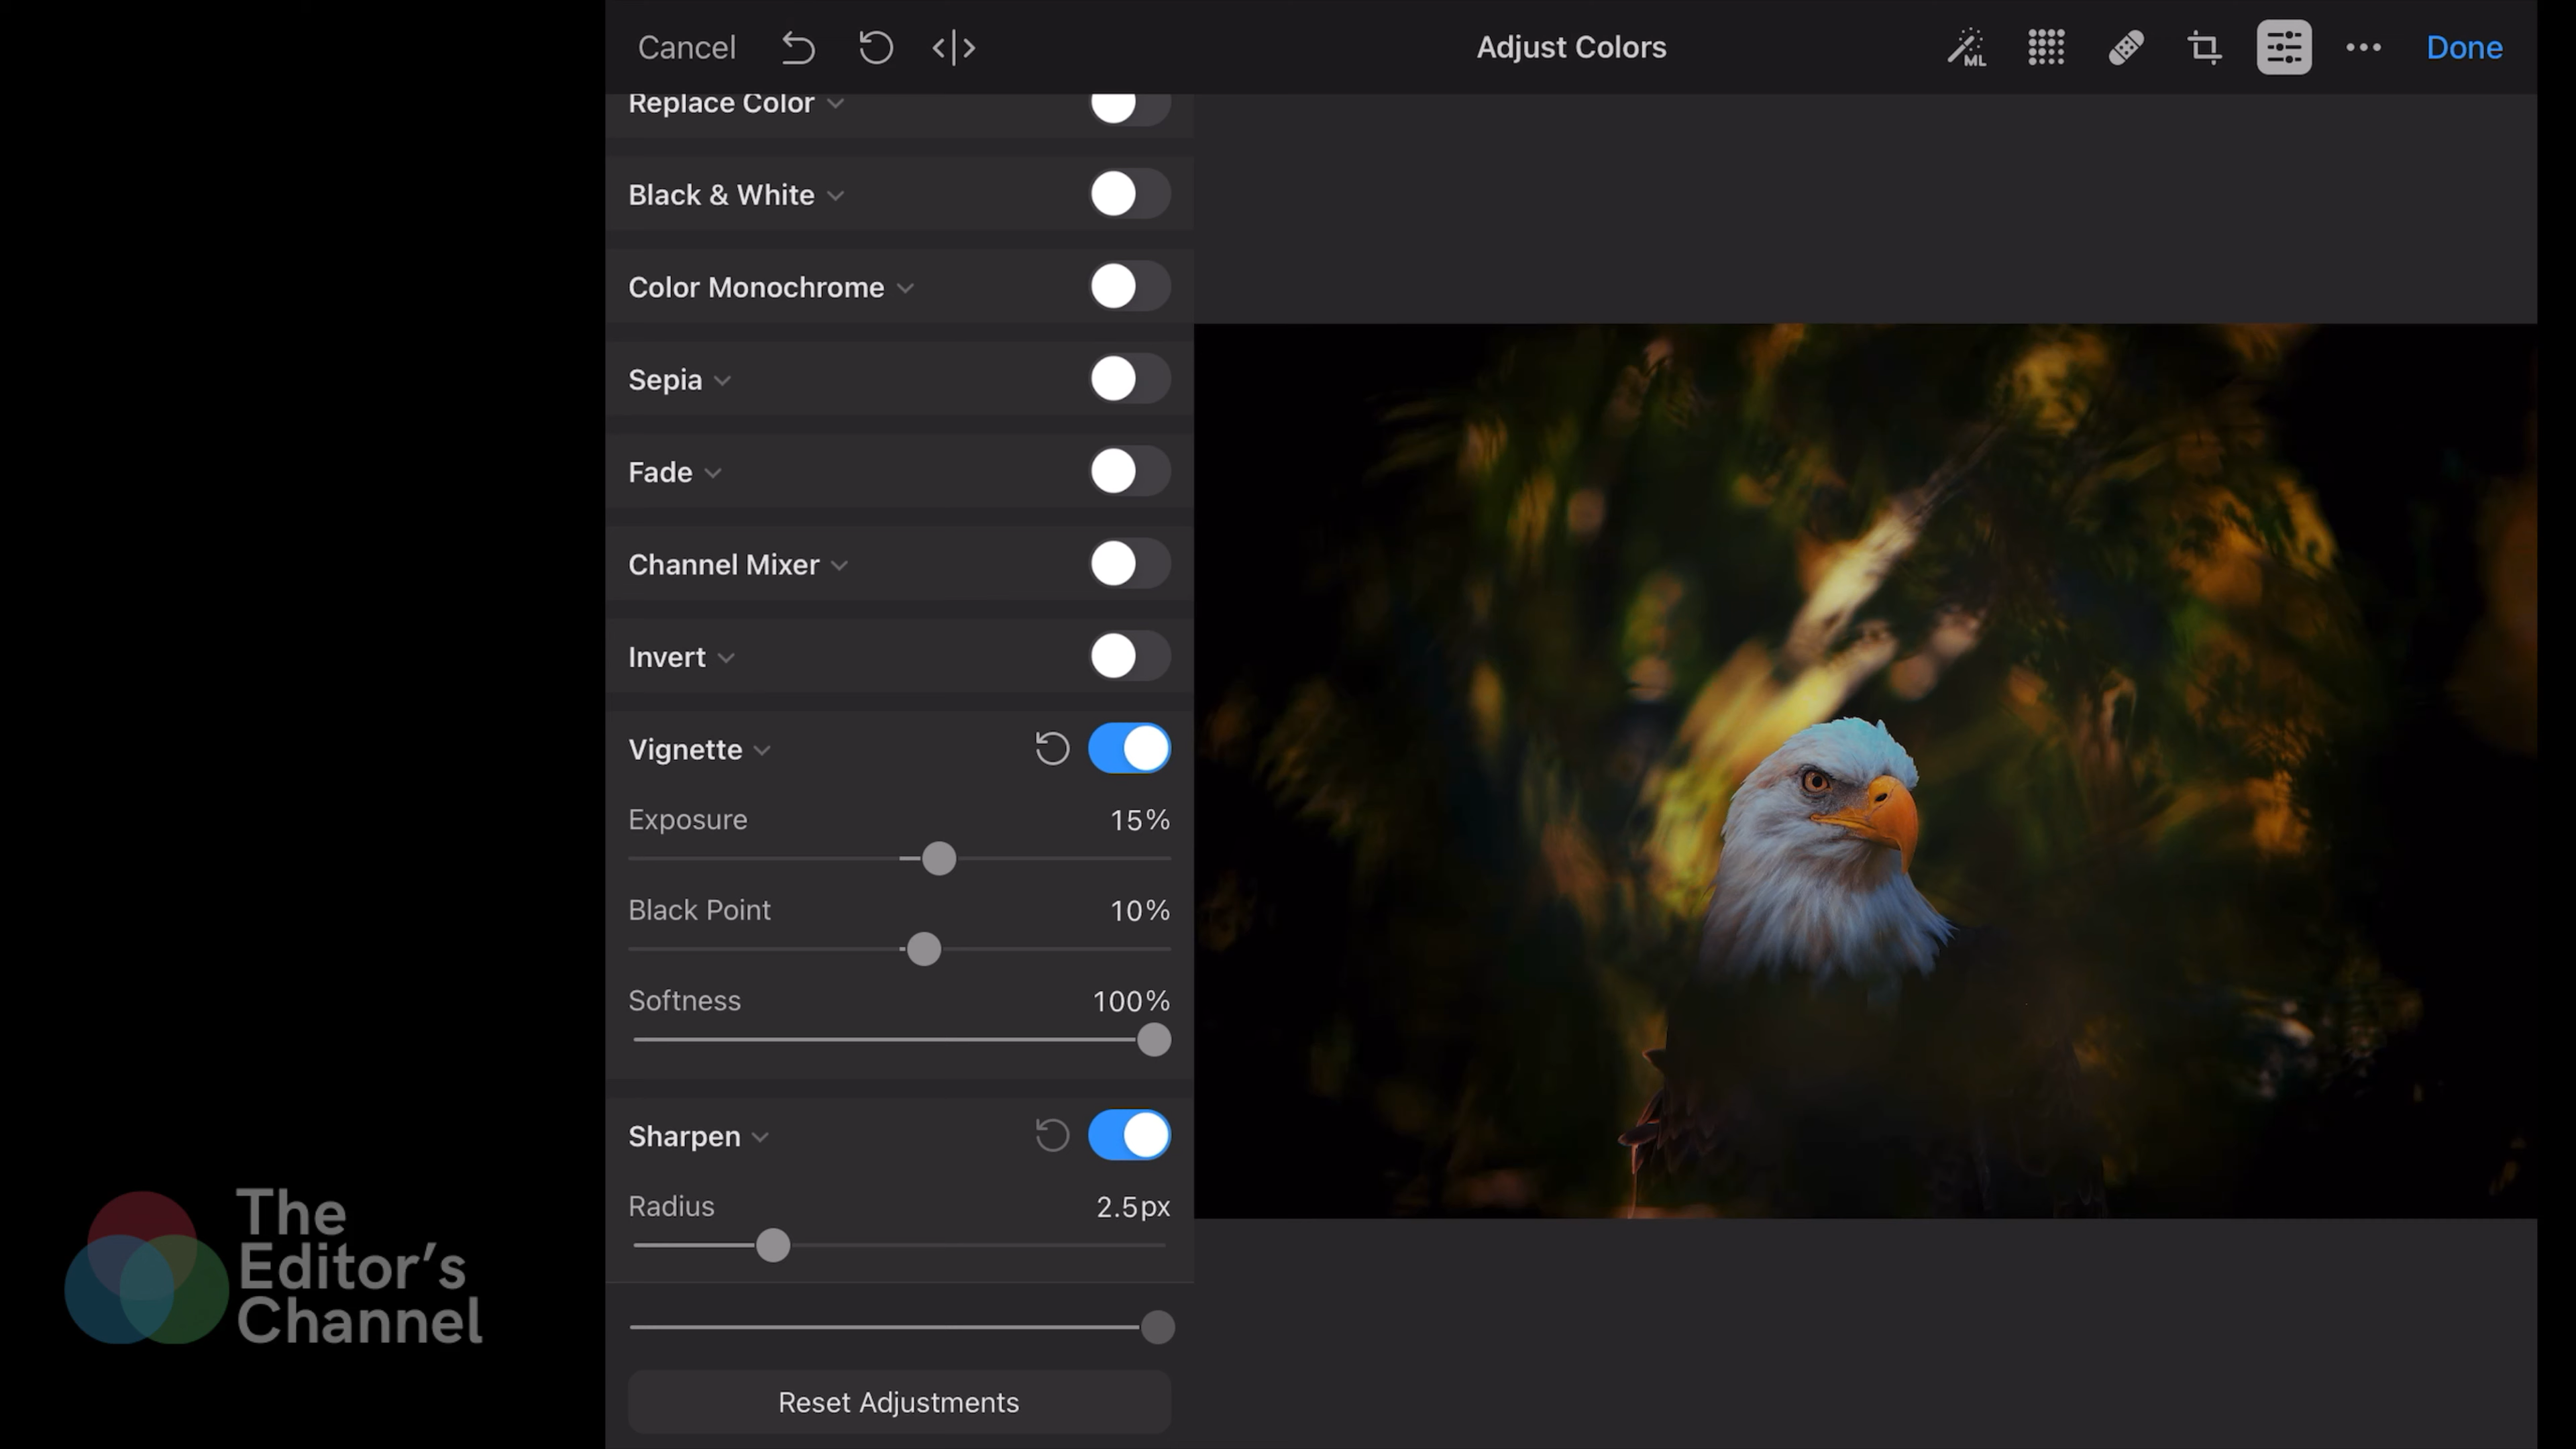 Cancel
Adjust Colors
ML
Done
Replace Color
Black & White
Color Monochrome
Sepia
Fade
Channel Mixer
Invert
Vignette
Exposure 15%
Black Point 10%
Softness 100%
Sharpen
Radius 2.5px
Reset Adjustments
The
Editor's
Channel